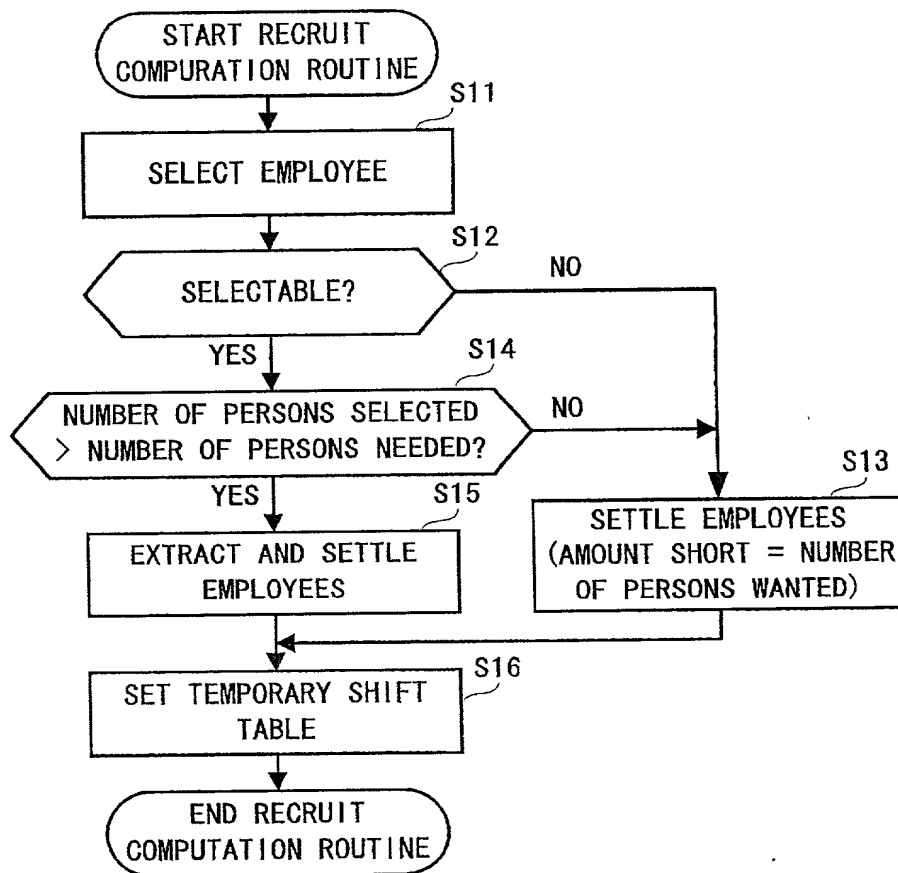 START RECRUIT
COMPURATION ROUTINE
S11
SELECT EMPLOYEE
S12
SELECTABLE?
NO
YES
S14
NUMBER OF PERSONS SELECTED
> NUMBER OF PERSONS NEEDED?
NO
YES
S15
EXTRACT AND SETTLE
EMPLOYEES
S13
SETTLE EMPLOYEES
(AMOUNT SHORT = NUMBER
OF PERSONS WANTED)
S16
SET TEMPORARY SHIFT
TABLE
END RECRUIT
COMPUTATION ROUTINE